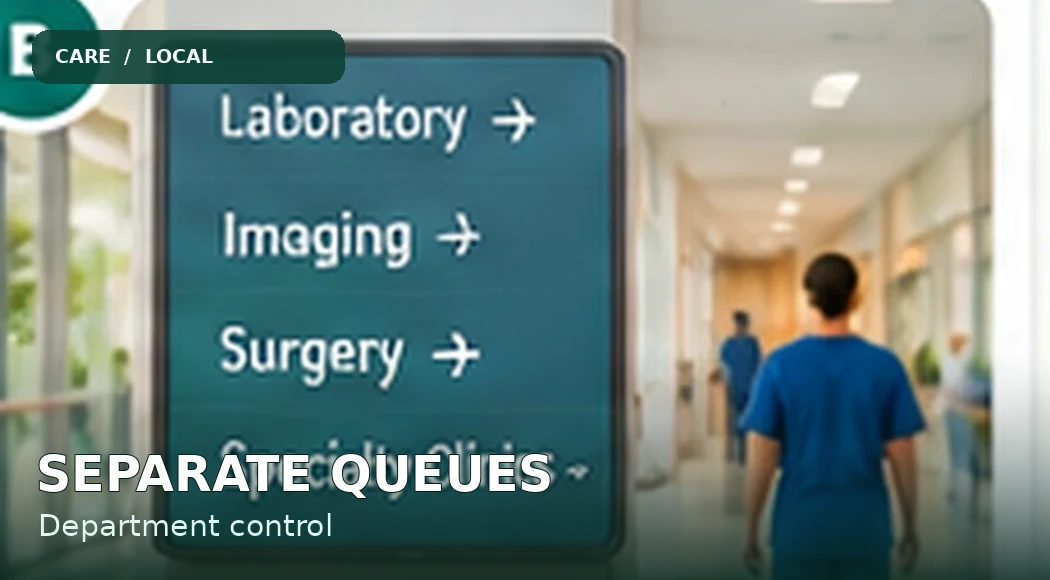 B
CARE / LOCAL
Laboratory →
Imaging →
Surgery →
SEPARATE QUEUES
Department control